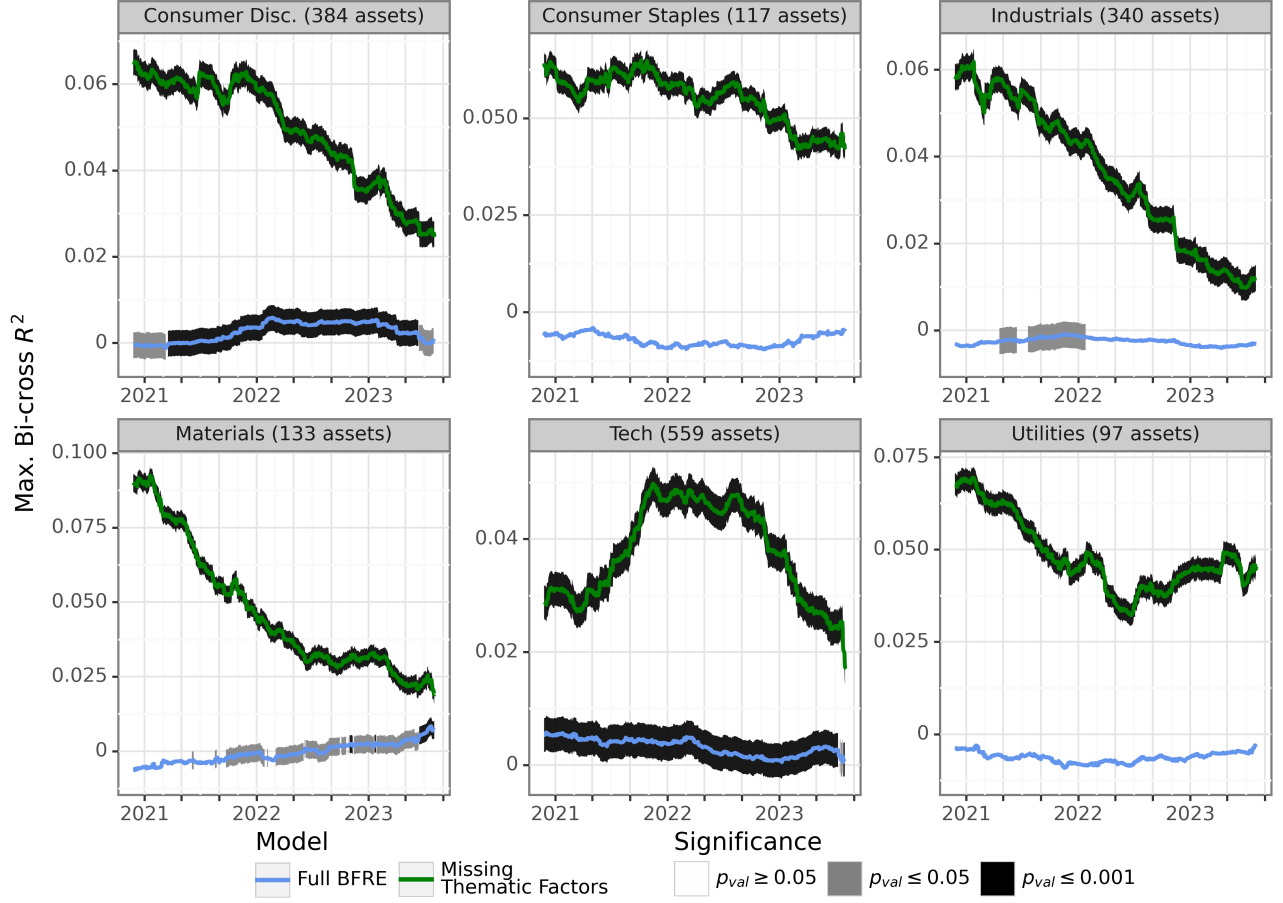 Consumer Disc. (384 assets)
Consumer Staples (117 assets)
Industrials (340 assets)
0.06
0.04
0.02
0
0.050
0.025
0
0.06
0.04
0.02
0
2021 2022 2023
2021 2022 2023
2021 2022 2023
Max. Bi-cross R²
Materials (133 assets)
Tech (559 assets)
Utilities (97 assets)
0.100
0.075
0.050
0.025
0
0.04
0.02
0
0.075
0.050
0.025
0
2021 2022 2023
2021 2022 2023
2021 2022 2023
Model
Full BFRE
Missing
Thematic Factors
Significance
p_val ≥ 0.05
p_val ≤ 0.05
p_val ≤ 0.001